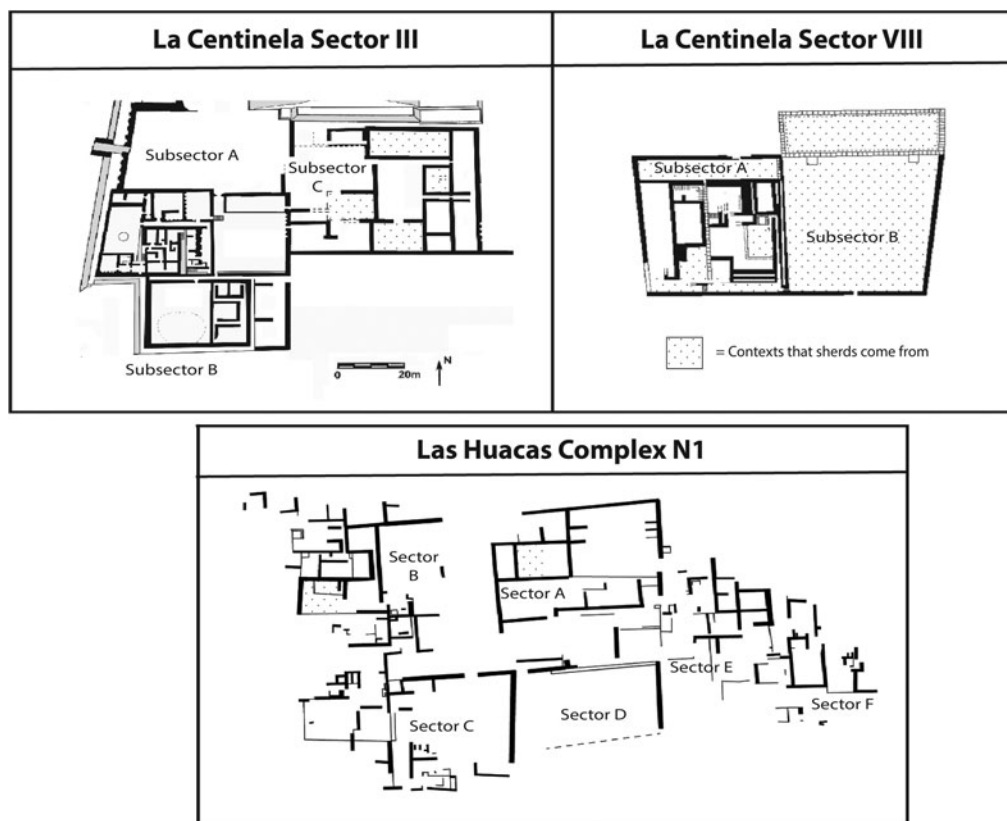 La Centinela Sector III
La Centinela Sector VIII
Subsector A
Subsector
C
Subsector B
0 20m
N
Subsector A
Subsector B
= Contexts that sherds come from
Las Huacas Complex N1
Sector
B
Sector A
Sector E
Sector C
Sector D
Sector F